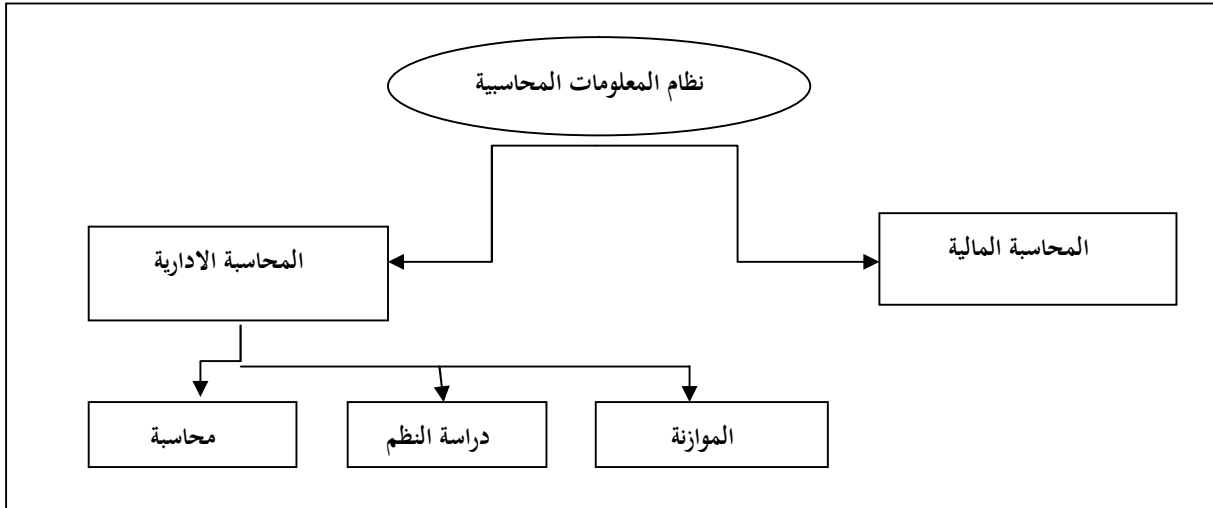 نظام المعلومات المحاسبية
المحاسبة المالية
المحاسبة الادارية
الموازنة
دراسة النظم
محاسبة